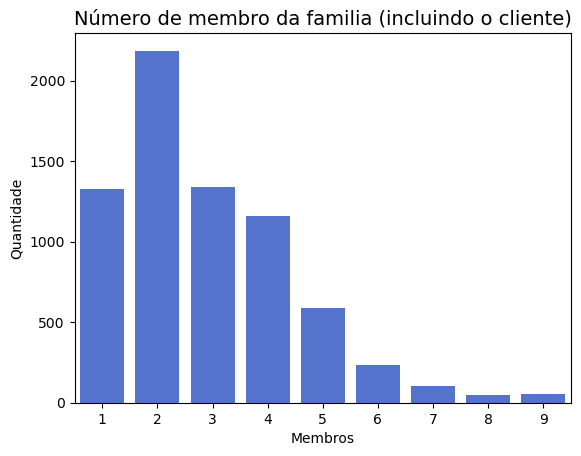 Número de membro da familia (incluindo o cliente)
2000
1500
1000
500
0
Quantidade
1 2 3 4 5 6 7 8 9
Membros